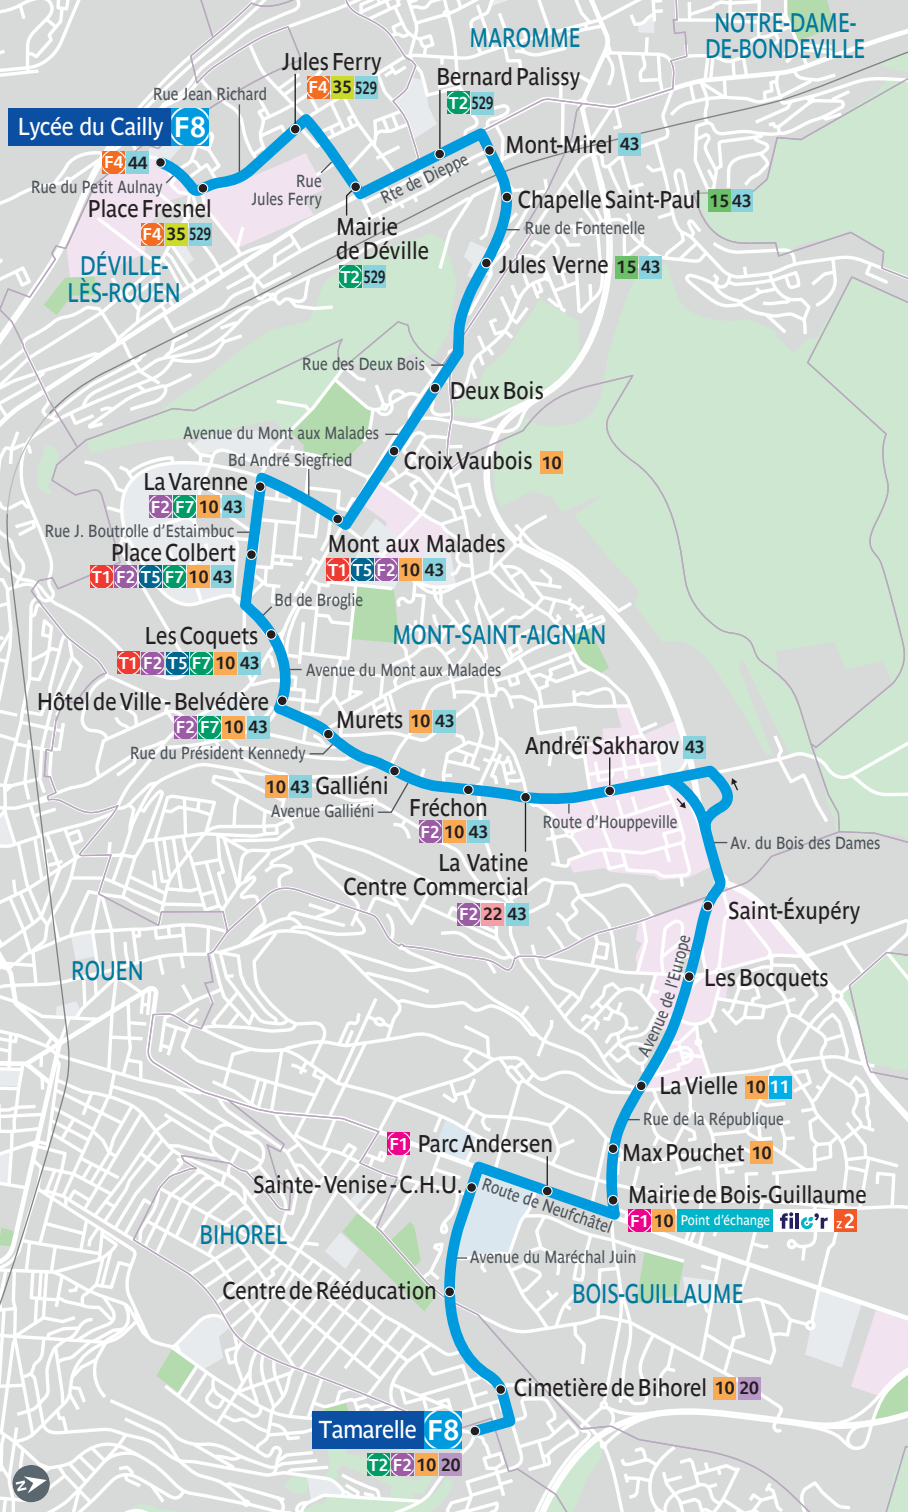 NOTRE-DAME-
DE-BONDEVILLE
MAROMME
Jules Ferry
F4 35 529
Bernard Palissy
T2 529
Rue Jean Richard
Lycée du Cailly F8
F4 44
Mont-Mirel 43
Rue du Petit Aulnay
Place Fresnel
F4 35 529
Rue
Jules Ferry
Rte de Dieppe
Chapelle Saint-Paul 15 43
Rue de Fontenelle
Mairie
de Déville
T2 529
DÉVILLE-
LÈS-ROUEN
Jules Verne 15 43
Rue des Deux Bois
Deux Bois
Avenue du Mont aux Malades
Croix Vaubois 10
Bd André Siegfried
La Varenne
F2 F7 10 43
Rue J. Boutrolle d'Estaimbuc
Place Colbert
T1 F2 T5 F7 10 43
Mont aux Malades
T1 T5 F2 10 43
Bd de Broglie
Les Coquets
T1 F2 T5 F7 10 43
MONT-SAINT-AIGNAN
Avenue du Mont aux Malades
Hôtel de Ville - Belvédère
F2 F7 10 43
Murets 10 43
Rue du Président Kennedy
Andréï Sakharov 43
10 43 Galliéni
Avenue Galliéni
Fréchon
F2 10 43
Route d'Houppeville
Av. du Bois des Dames
La Vatine
Centre Commercial
F2 22 43
Saint-Éxupéry
ROUEN
Avenue de l'Europe
Les Bocquets
La Vielle 10 11
Rue de la République
F1 Parc Andersen
Max Pouchet 10
Sainte-Venise - C.H.U.
Route de Neufchâtel
Mairie de Bois-Guillaume
F1 10 Point d'échange filo'r z2
BIHOREL
Avenue du Maréchal Juin
Centre de Rééducation
BOIS-GUILLAUME
Cimetière de Bihorel 10 20
Tamarelle F8
T2 F2 10 20
N